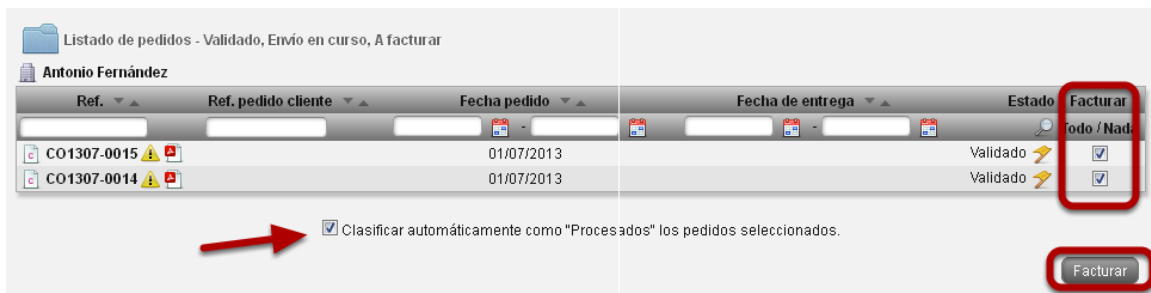 Listado de pedidos - Validado, Envío en curso, A facturar
Antonio Fernández
Ref. Ref. pedido cliente Fecha pedido Fecha de entrega Estado Facturar
- - Todo / Nada
CO1307-0015 01/07/2013 Validado
CO1307-0014 01/07/2013 Validado
Clasificar automáticamente como "Procesados" los pedidos seleccionados.
Facturar